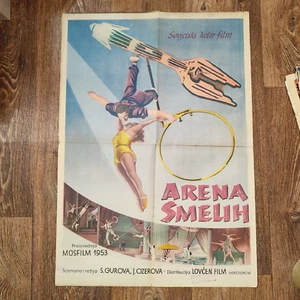 Sovjetski kolor film
ARENA
SMELIH
Proizvodnja
MOSFILM 1953
Scenario i režija S. GUROVA, J. OZEROVA - Distribucija LOVĆEN FILM